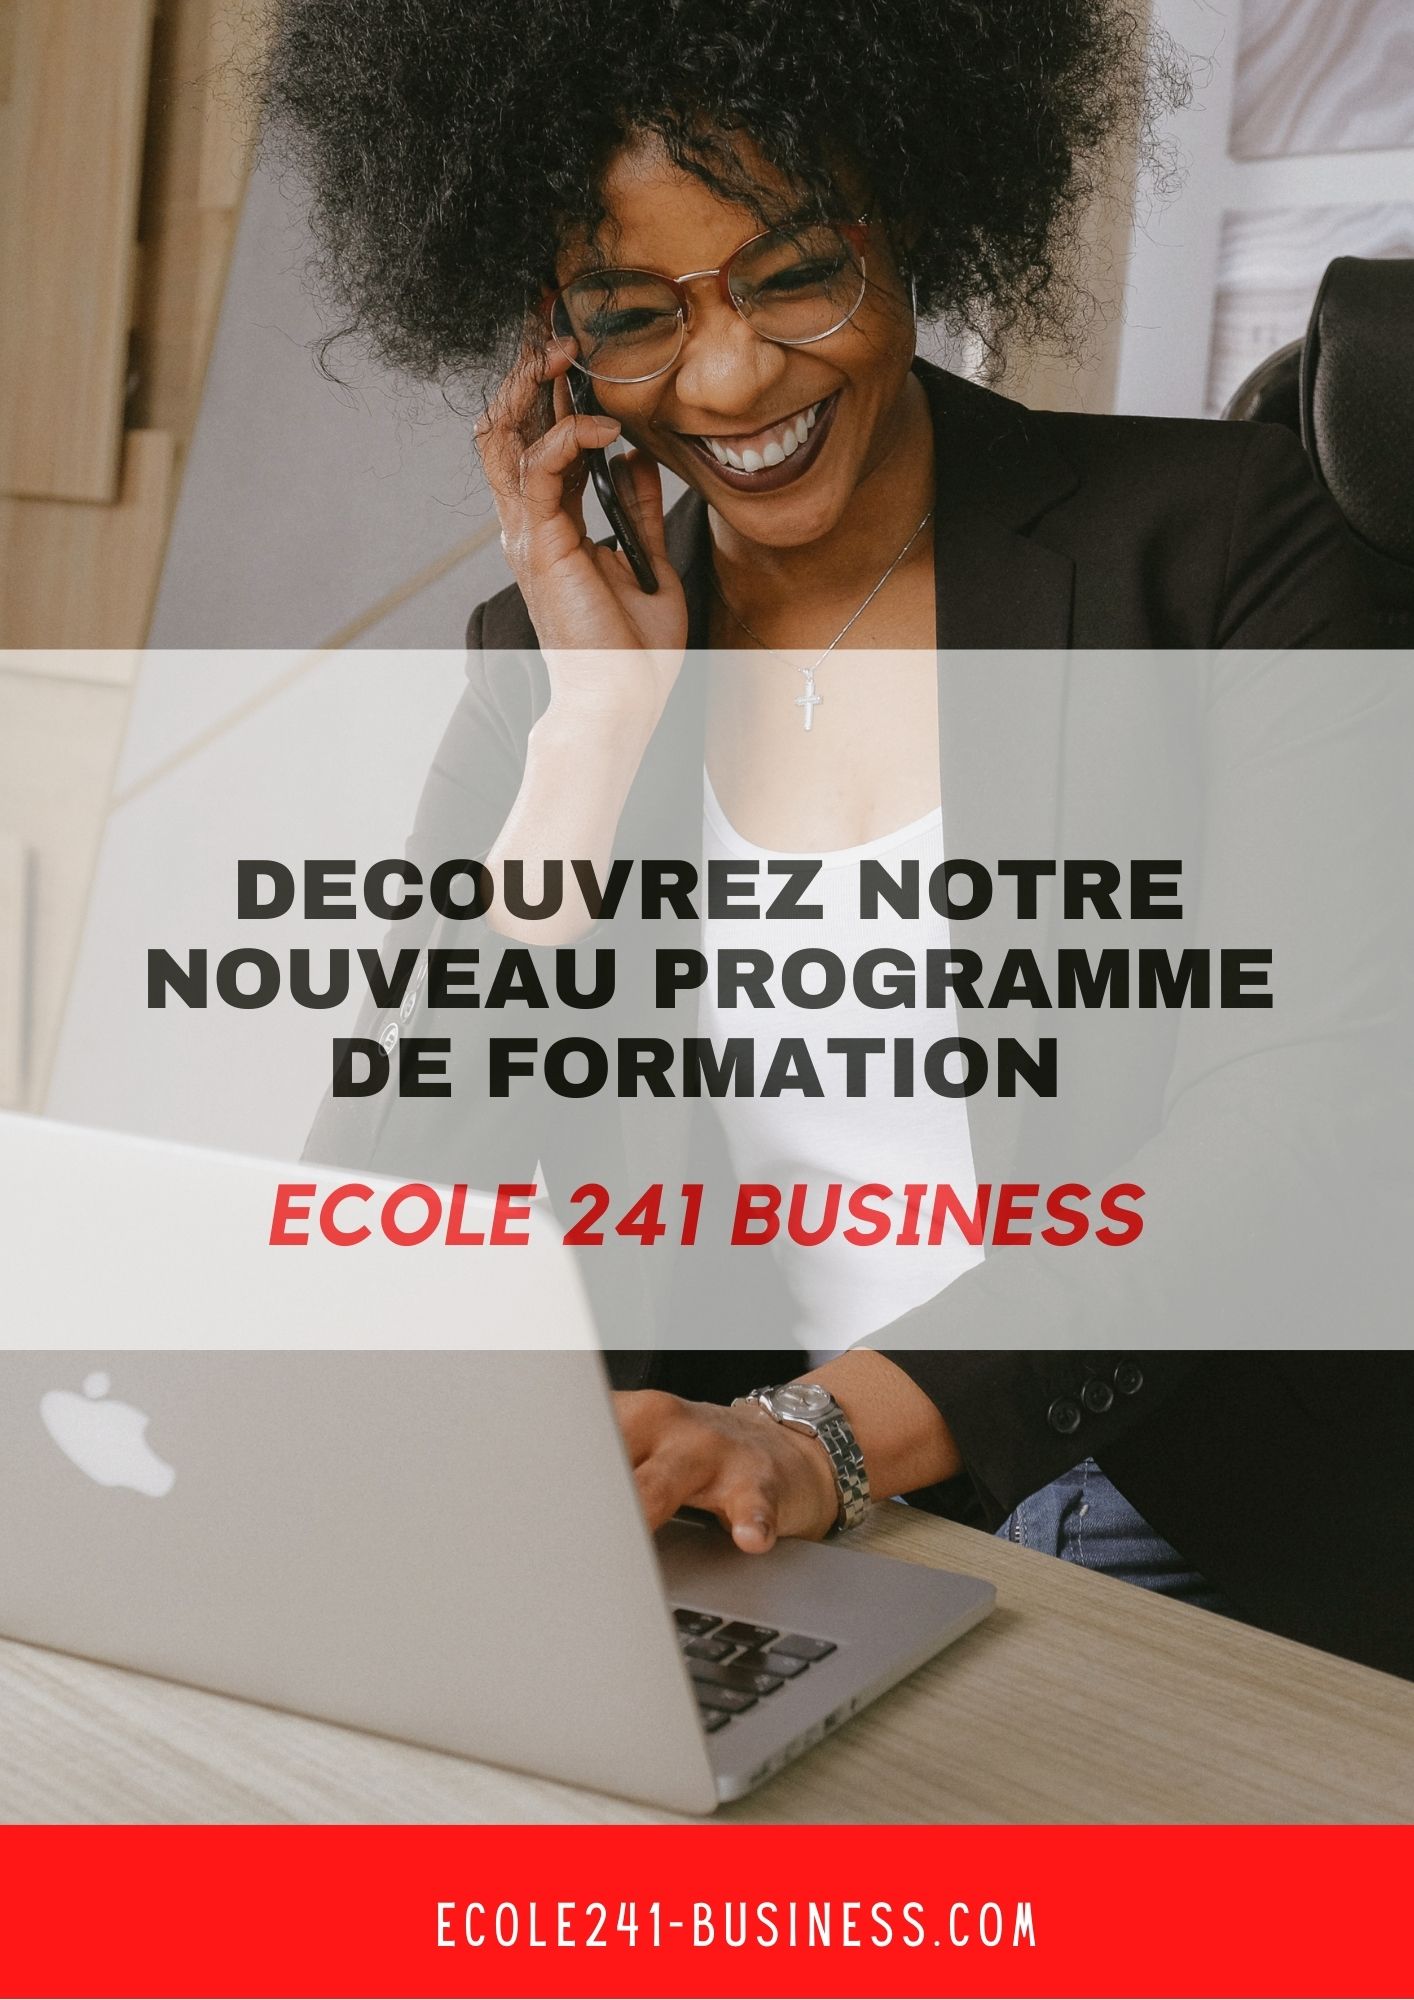 DECOUVREZ NOTRE
NOUVEAU PROGRAMME
DE FORMATION
ECOLE 241 BUSINESS
ECOLE241-BUSINESS.COM